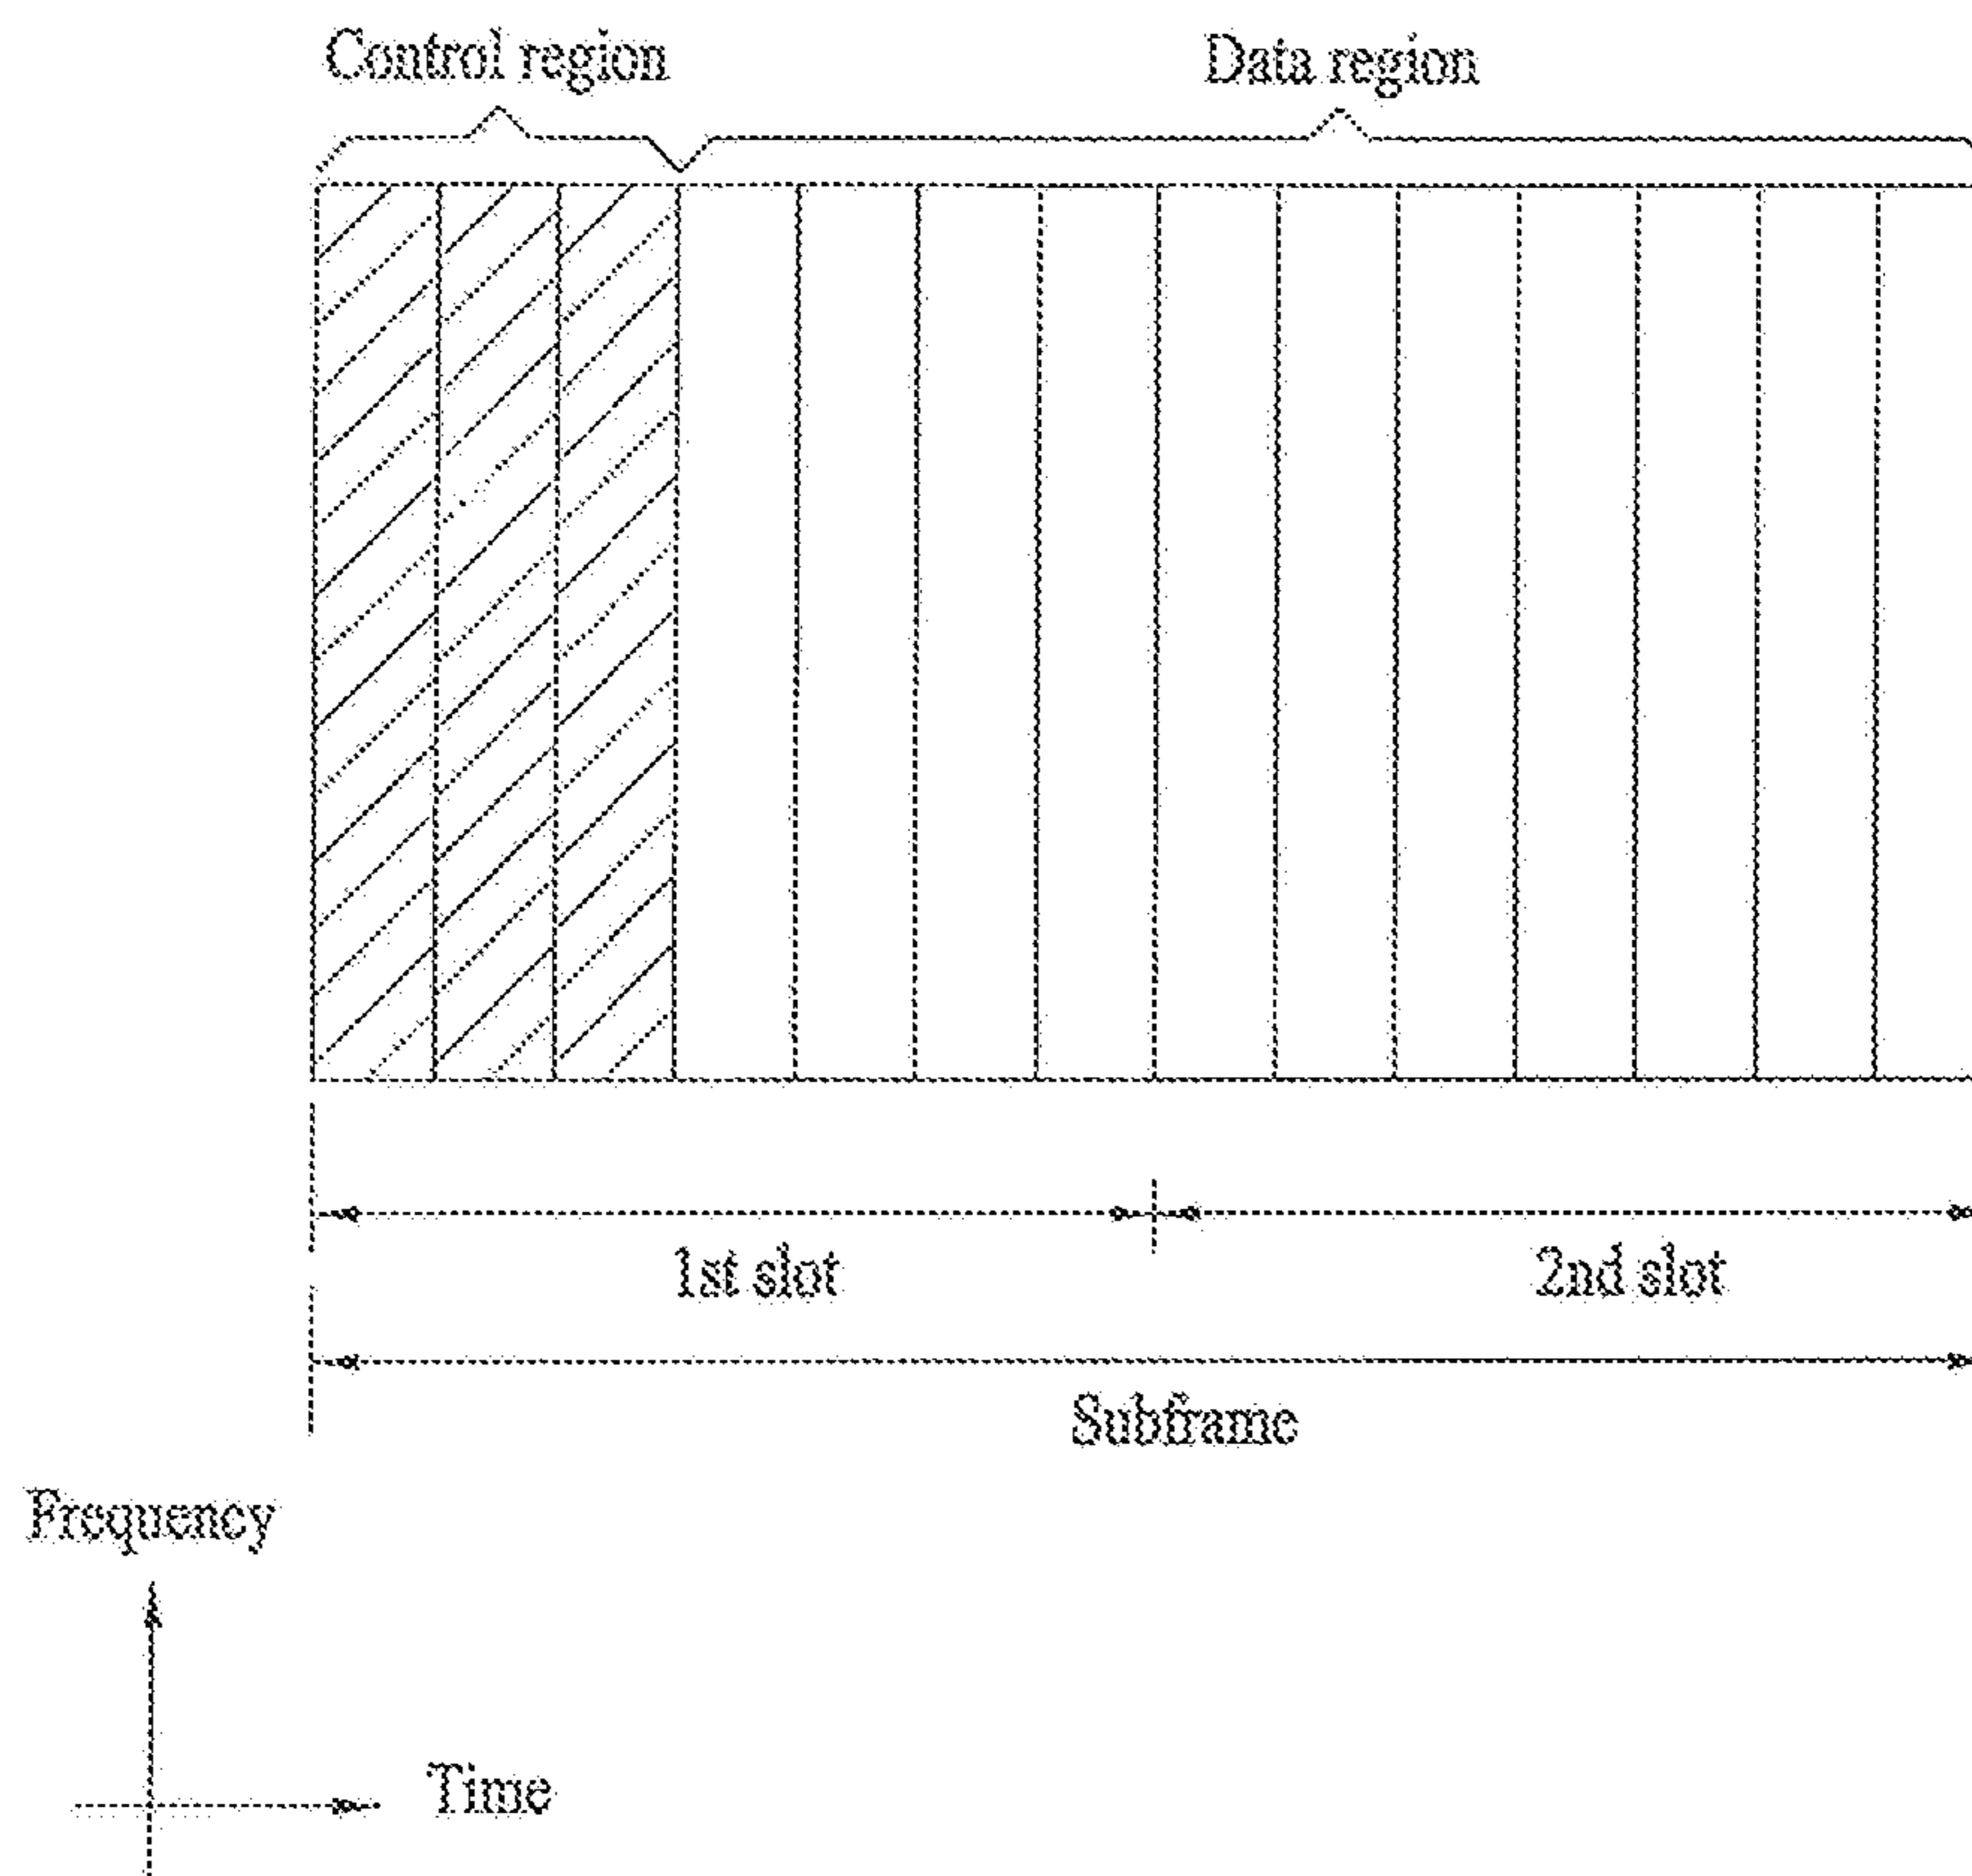 Control region
Data region
1st slot
2nd slot
Subframe
Frequency
Time